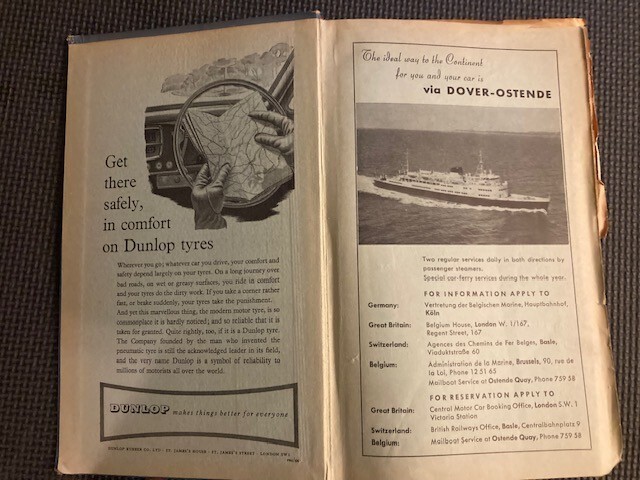 Get
there
safely,
in comfort
on Dunlop tyres
Wherever you go; whatever car you drive, your comfort and
safety depend largely on your tyres. On a long journey over
bad roads, on wet or greasy surfaces, you ride in comfort
and your tyres do the dirty work. If you take a corner rather
fast, or brake suddenly, your tyres take the punishment.
And yet this marvellous thing, the modern motor tyre, is so
commonplace it is hardly noticed; and so reliable that it is
taken for granted. Quite rightly, too, if it is a Dunlop tyre.
The Company founded by the man who invented the
pneumatic tyre is still the acknowledged leader in its field,
and the very name Dunlop is a symbol of reliability to
millions of motorists all over the world.
DUNLOP makes things better for everyone
DUNLOP RUBBER CO. LTD · ST. JAMES'S HOUSE · ST. JAMES'S STREET · LONDON SW1
The ideal way to the Continent
for you and your car is
via DOVER-OSTENDE
Two regular services daily in both directions by
passenger steamers.
Special car-ferry services during the whole year.
FOR INFORMATION APPLY TO
Germany: Vertretung der Belgischen Marine, Hauptbahnhof,
Köln
Great Britain: Belgium House, London W. 1/167,
Regent Street, 167
Switzerland: Agences des Chemins de Fer Belges, Basle,
Viaduktstraße 60
Belgium: Administration de la Marine, Brussels, 90, rue de
la Loi, Phone 12 51 65
Mailboat Service at Ostende Quay, Phone 759 58
FOR RESERVATION APPLY TO
Great Britain: Central Motor Car Booking Office, London S.W. 1
Victoria Station
Switzerland: British Railways Office, Basle, Centralbahnplatz 9
Belgium: Mailboat Service at Ostende Quay, Phone 759 58